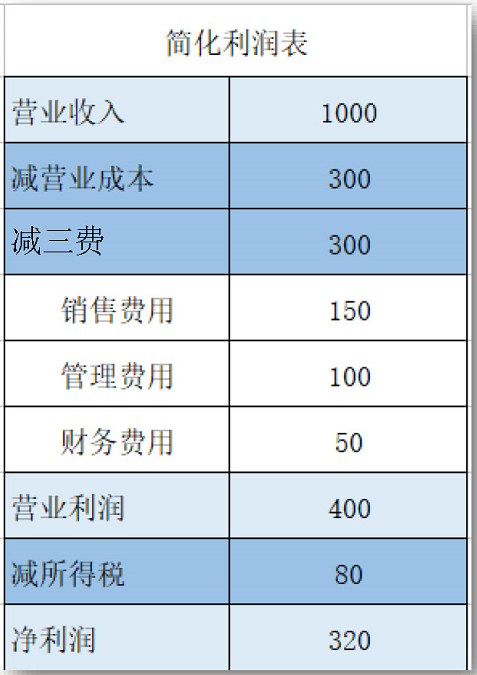 简化利润表
营业收入 1000
减营业成本 300
减三费 300
销售费用 150
管理费用 100
财务费用 50
营业利润 400
减所得税 80
净利润 320